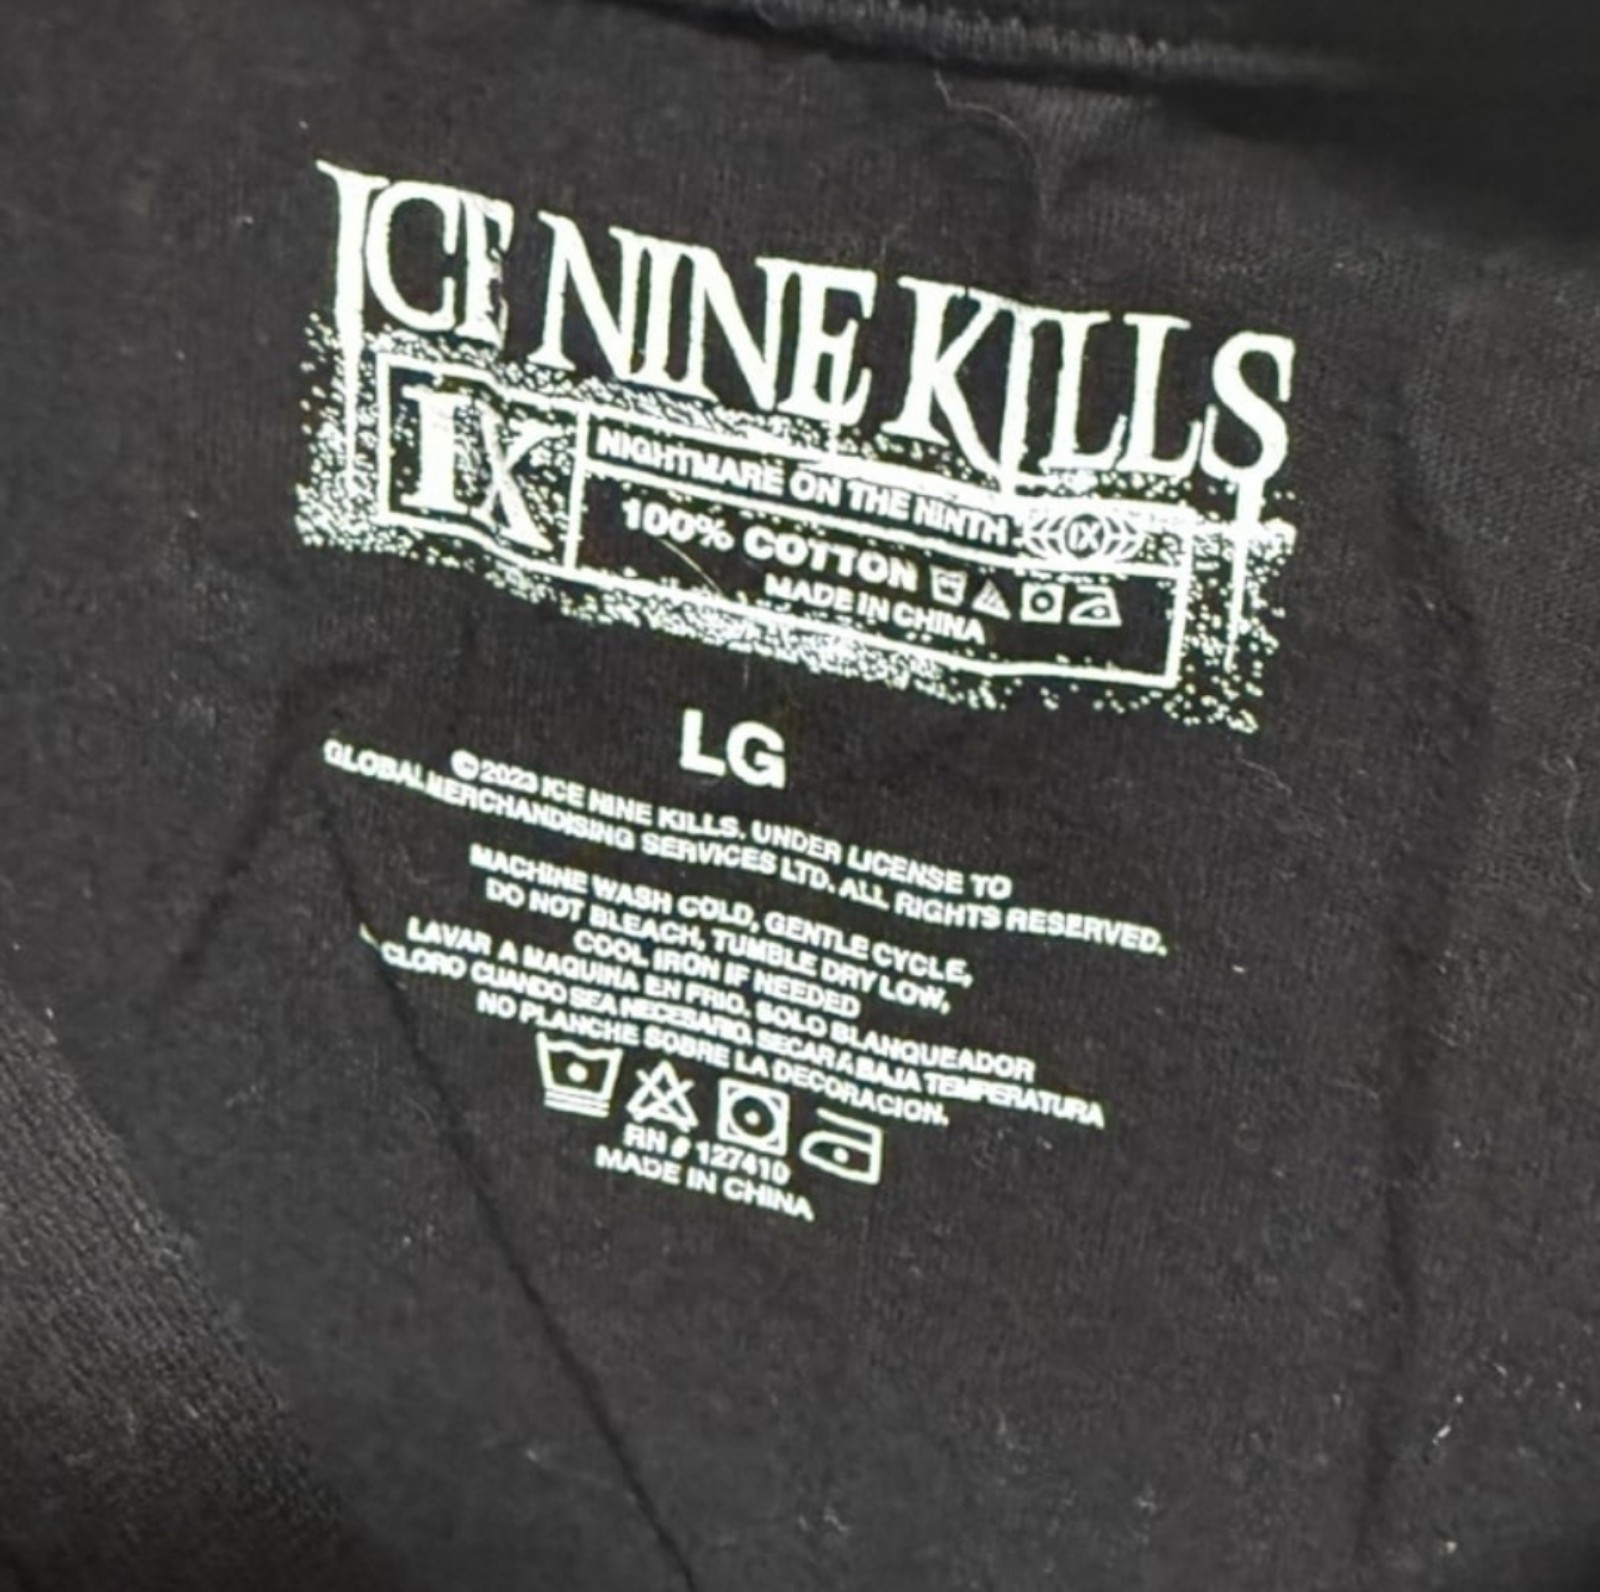 ICE NINE KILLS
IX
NIGHTMARE ON THE NINTH IX
100% COTTON
MADE IN CHINA
LG
©2023 ICE NINE KILLS. UNDER LICENSE TO
GLOBAL MERCHANDISING SERVICES LTD. ALL RIGHTS RESERVED.
MACHINE WASH COLD, GENTLE CYCLE,
DO NOT BLEACH, TUMBLE DRY LOW,
COOL IRON IF NEEDED
LAVAR A MAQUINA EN FRIO. SOLO BLANQUEADOR
CLORO CUANDO SEA NECESARIO. SECAR A BAJA TEMPERATURA
NO PLANCHE SOBRE LA DECORACION.
RN # 127410
MADE IN CHINA